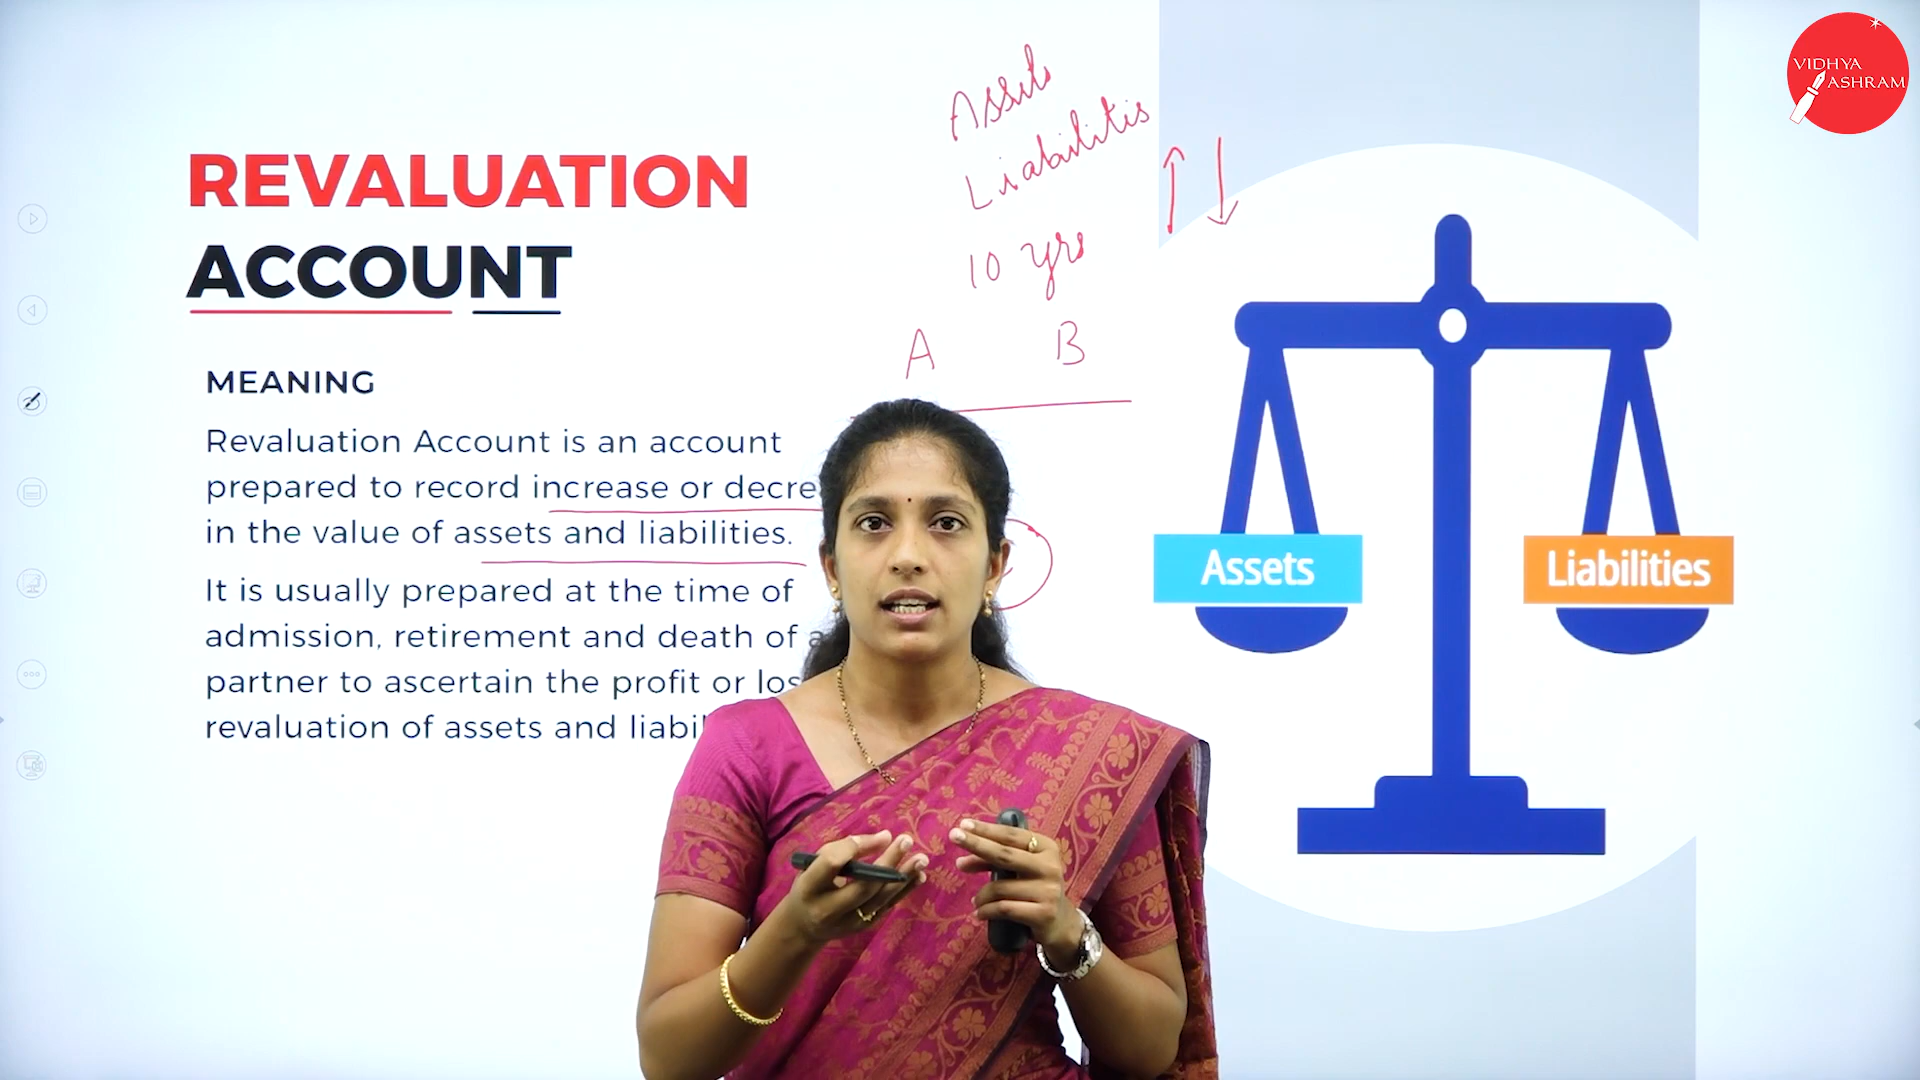 VIDHYA
ASHRAM
Assets
Liabilitis
10 yrs
A B
REVALUATION
ACCOUNT
MEANING
Revaluation Account is an account
prepared to record increase or decre
in the value of assets and liabilities.
It is usually prepared at the time of
admission, retirement and death of a
partner to ascertain the profit or los
revaluation of assets and liabil
Assets
Liabilities